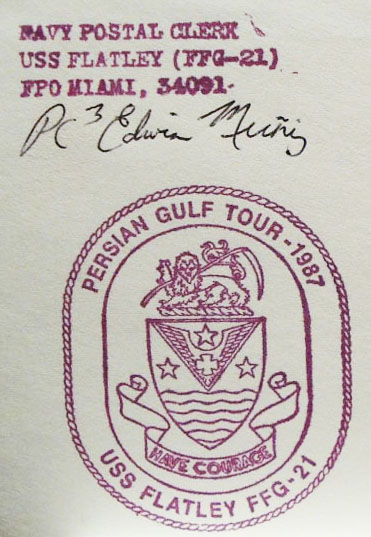 NAVY POSTAL CLERK
USS FLATLEY (FFG-21)
FPO MIAMI, 34091-
PC3 Edwin Muñiz
PERSIAN GULF TOUR-1987
HAVE COURAGE
USS FLATLEY FFG-21